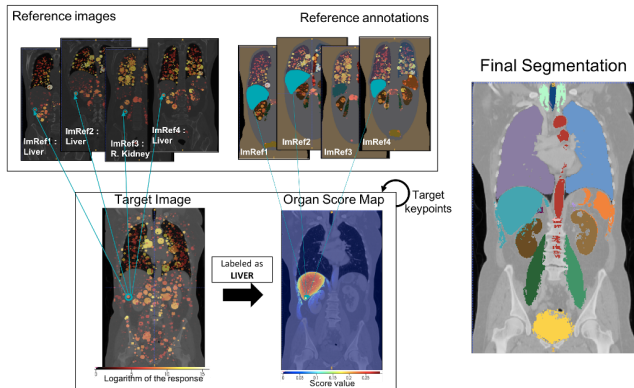 Reference images
Reference annotations
ImRef1 :
Liver
ImRef2 :
Liver
ImRef3 :
R. Kidney
ImRef4 :
Liver
ImRef1
ImRef2
ImRef3
ImRef4
Final Segmentation
Target Image
Organ Score Map
Target
keypoints
Labeled as
LIVER
Logarithm of the response
Score value